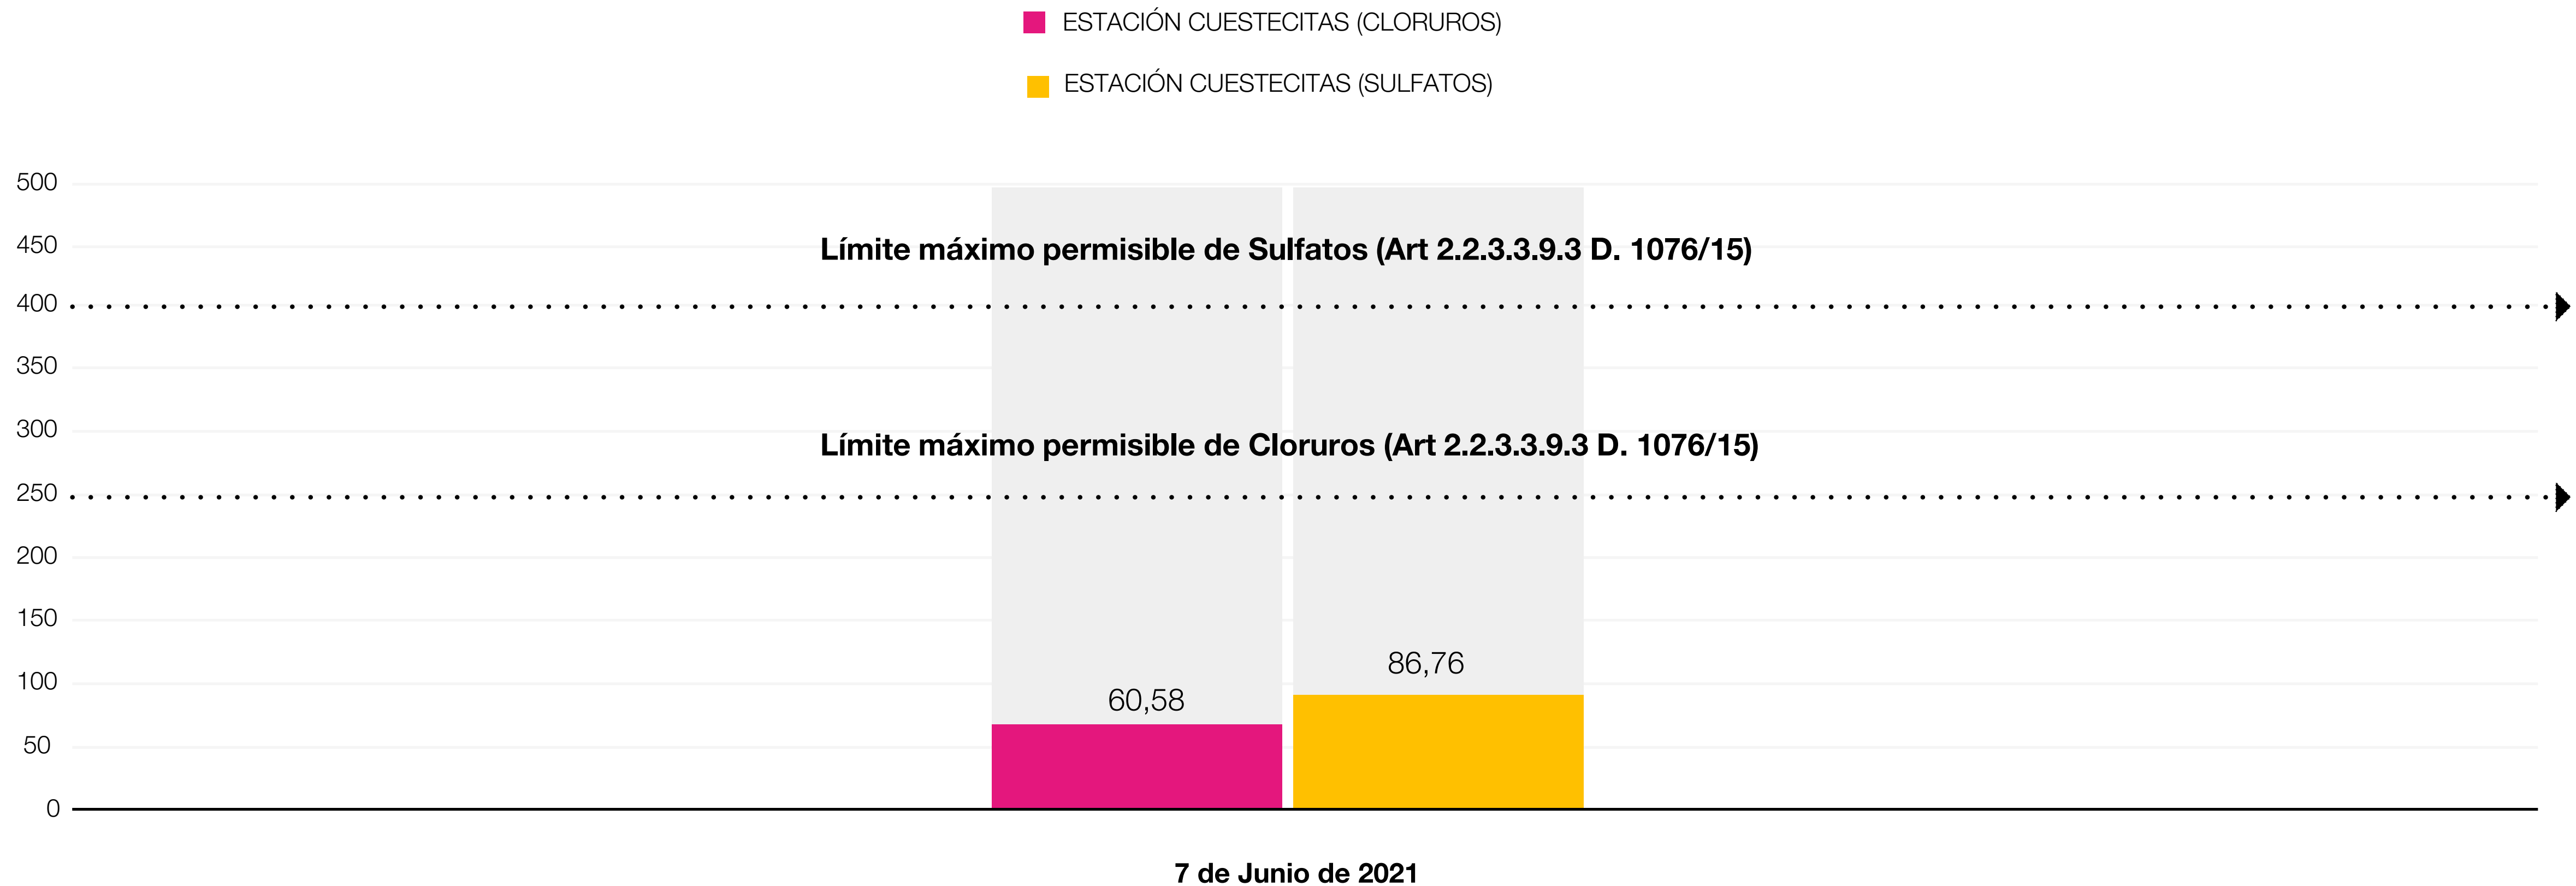 ESTACIÓN CUESTECITAS (CLORUROS)
ESTACIÓN CUESTECITAS (SULFATOS)
500
450
Límite máximo permisible de Sulfatos (Art 2.2.3.3.9.3 D. 1076/15)
400
350
300
Límite máximo permisible de Cloruros (Art 2.2.3.3.9.3 D. 1076/15)
250
200
150
100
50
0
60,58
86,76
7 de Junio de 2021